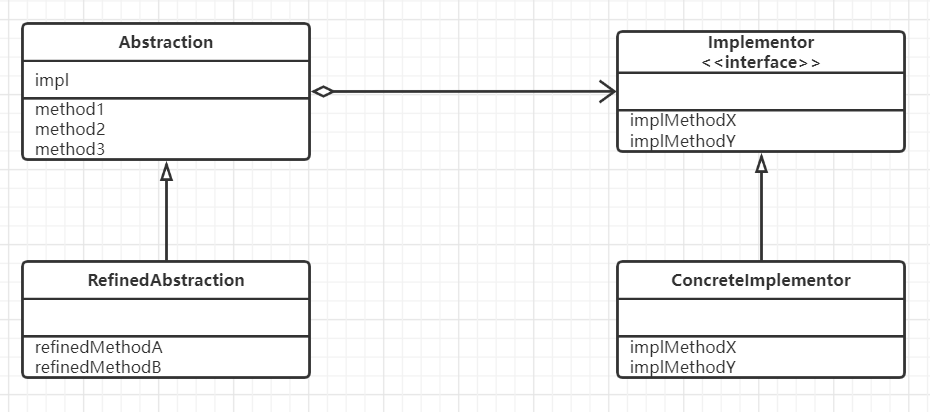 Abstraction
impl
method1
method2
method3
Implementor
<<interface>>
implMethodX
implMethodY
RefinedAbstraction
refinedMethodA
refinedMethodB
ConcreteImplementor
implMethodX
implMethodY